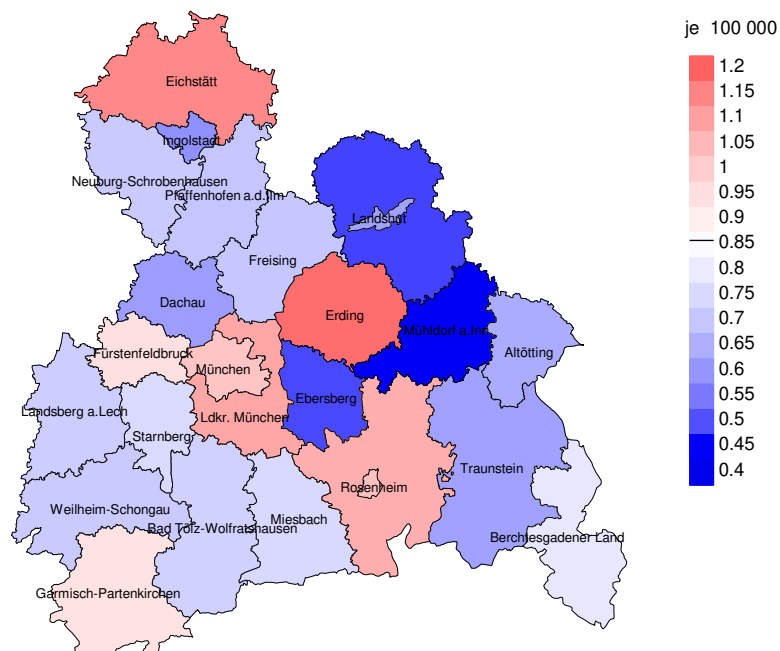 je 100 000
1.2
1.15
1.1
1.05
1
0.95
0.9
0.85
0.8
0.75
0.7
0.65
0.6
0.55
0.5
0.45
0.4
Eichstätt
Ingolstadt
Neuburg-Schrobenhausen
Pfaffenhofen a.d.Ilm
Landshut
Freising
Dachau
Erding
Mühldorf a.Inn
Fürstenfeldbruck
Altötting
München
Ebersberg
Landsberg a.Lech
Ldkr. München
Starnberg
Traunstein
Rosenheim
Weilheim-Schongau
Miesbach
Bad Tölz-Wolfratshausen
Berchtesgadener Land
Garmisch-Partenkirchen